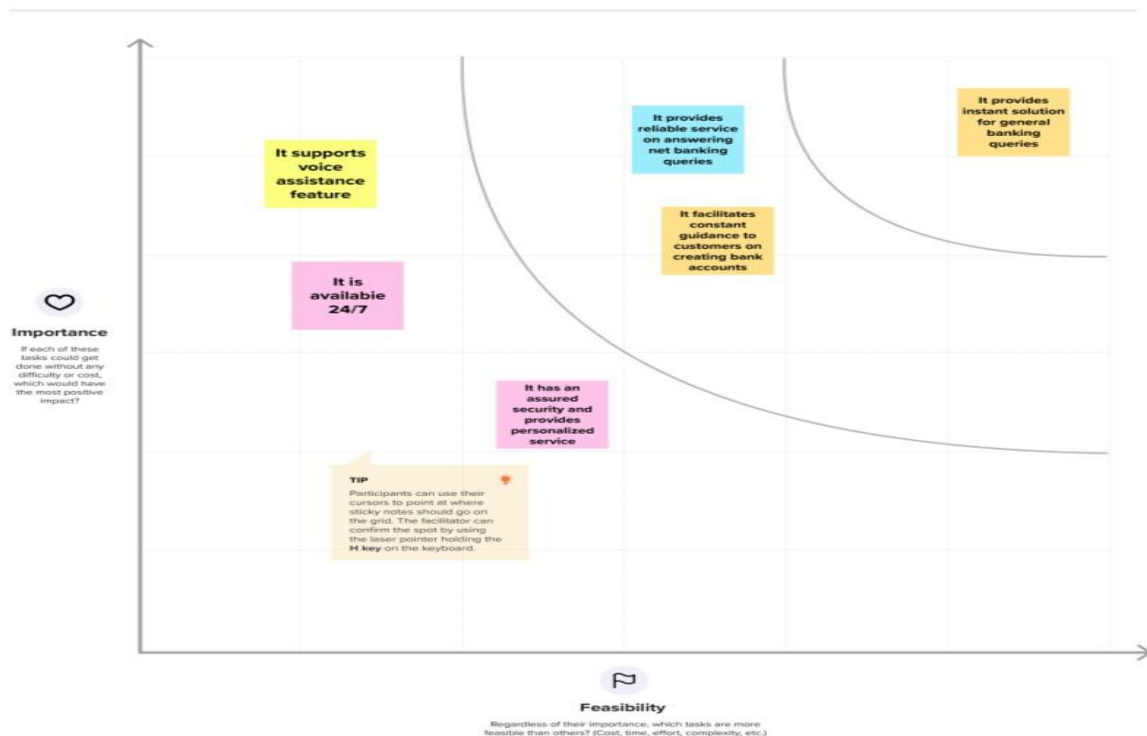 It provides
instant solution
for general
banking
queries
It provides
reliable service
on answering
net banking
queries
It supports
voice
assistance
feature
It facilitates
constant
guidance to
customers on
creating bank
accounts
It is
available
24/7
Importance
If each of these
tasks could get
done without any
difficulty or cost,
which would have
the most positive
impact?
It has an
assured
security and
provides
personalized
service
TIP
Participants can use their
cursors to point at where
sticky notes should go on
the grid. The facilitator can
confirm the spot by using
the laser pointer holding the
H key on the keyboard.
Feasibility
Regardless of their importance, which tasks are more
feasible than others? (Cost, time, effort, complexity, etc.)